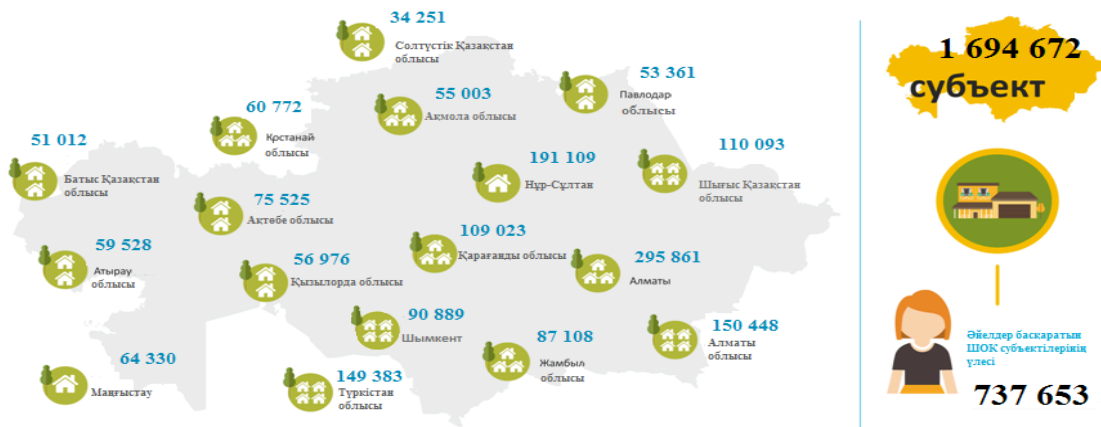 34 251
Солтүстік Қазақстан
облысы
53 361
Павлодар
облысы
55 003
Ақмола облысы
60 772
Қрстанай
облысы
51 012
Батыс Қазақстан
облысы
110 093
Шығыс Қазақстан
облысы
191 109
Нұр-Сұлтан
75 525
Ақтөбе облысы
109 023
Қарағанды облысы
59 528
Атырау
облысы
56 976
Қызылорда облысы
295 861
Алматы
90 889
Шымкент
87 108
Жамбыл
облысы
150 448
Алматы
облысы
64 330
Маңғыстау
149 383
Түркістан
облысы
1 694 672
субъект
Әйелдер басқаратын
ШОК субъектілерінің
үлесі
737 653